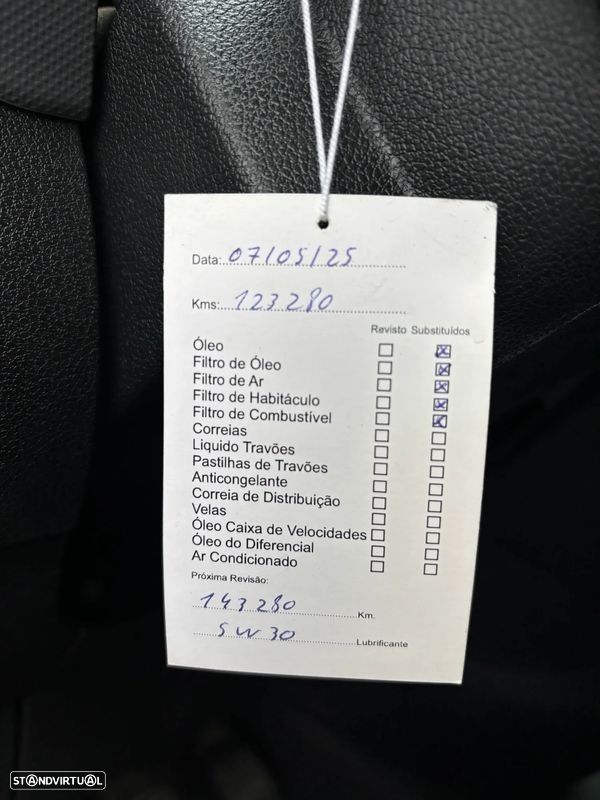 Data: 07/05/25
Kms: 123280
Revisto Substituídos
Óleo
Filtro de Óleo
Filtro de Ar
Filtro de Habitáculo
Filtro de Combustível
Correias
Liquido Travões
Pastilhas de Travões
Anticongelante
Correia de Distribuição
Velas
Óleo Caixa de Velocidades
Óleo do Diferencial
Ar Condicionado
Próxima Revisão:
143280 Km.
5W30 Lubrificante
STANDVIRTUAL